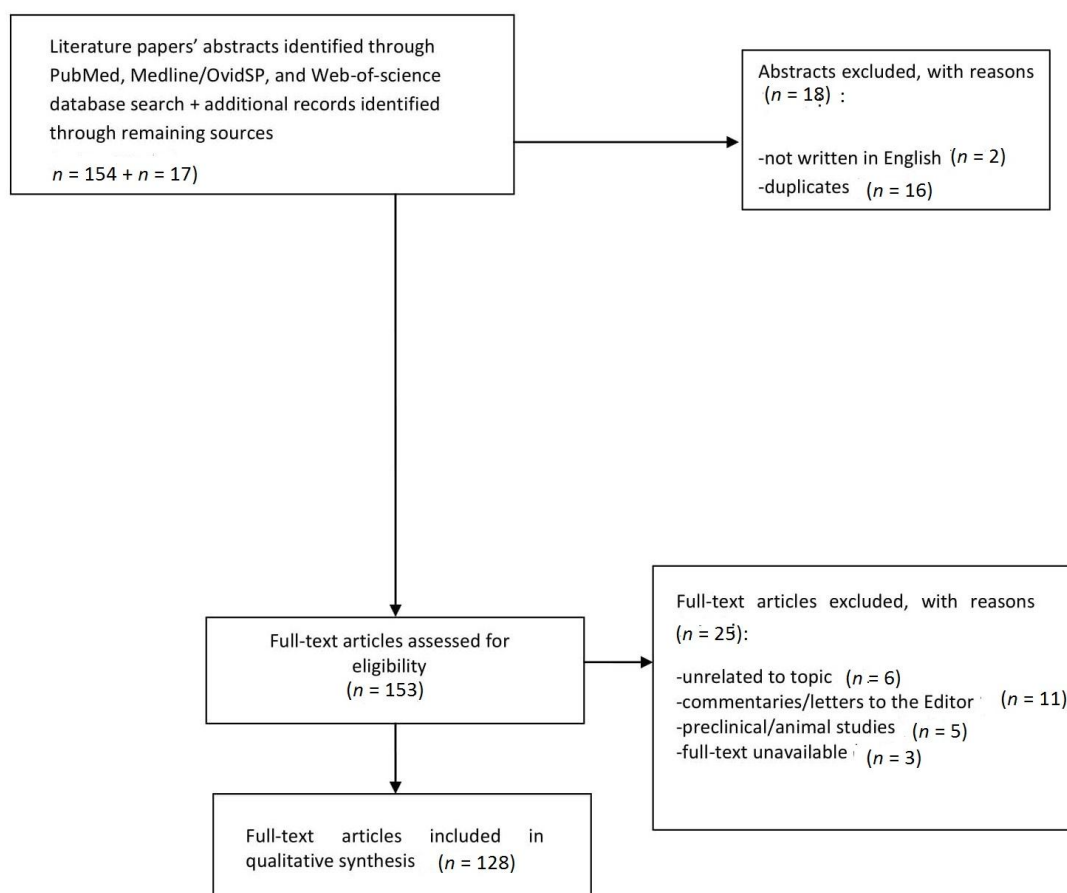 Literature papers’ abstracts identified through
PubMed, Medline/OvidSP, and Web-of-science
database search + additional records identified
through remaining sources
n = 154 + n = 17)
Abstracts excluded, with reasons
(n = 18) :
-not written in English (n = 2)
-duplicates (n = 16)
Full-text articles assessed for
eligibility
(n = 153)
Full-text articles excluded, with reasons
(n = 25):
-unrelated to topic (n = 6)
-commentaries/letters to the Editor (n = 11)
-preclinical/animal studies (n = 5)
-full-text unavailable (n = 3)
Full-text articles included in
qualitative synthesis (n = 128)